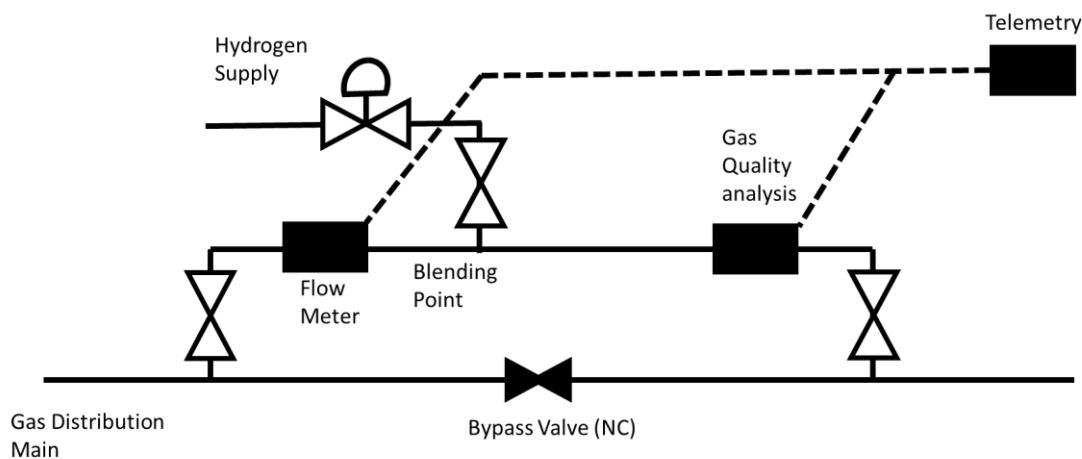 Telemetry
Hydrogen
Supply
Gas
Quality
analysis
Flow
Meter
Blending
Point
Gas Distribution
Main
Bypass Valve (NC)